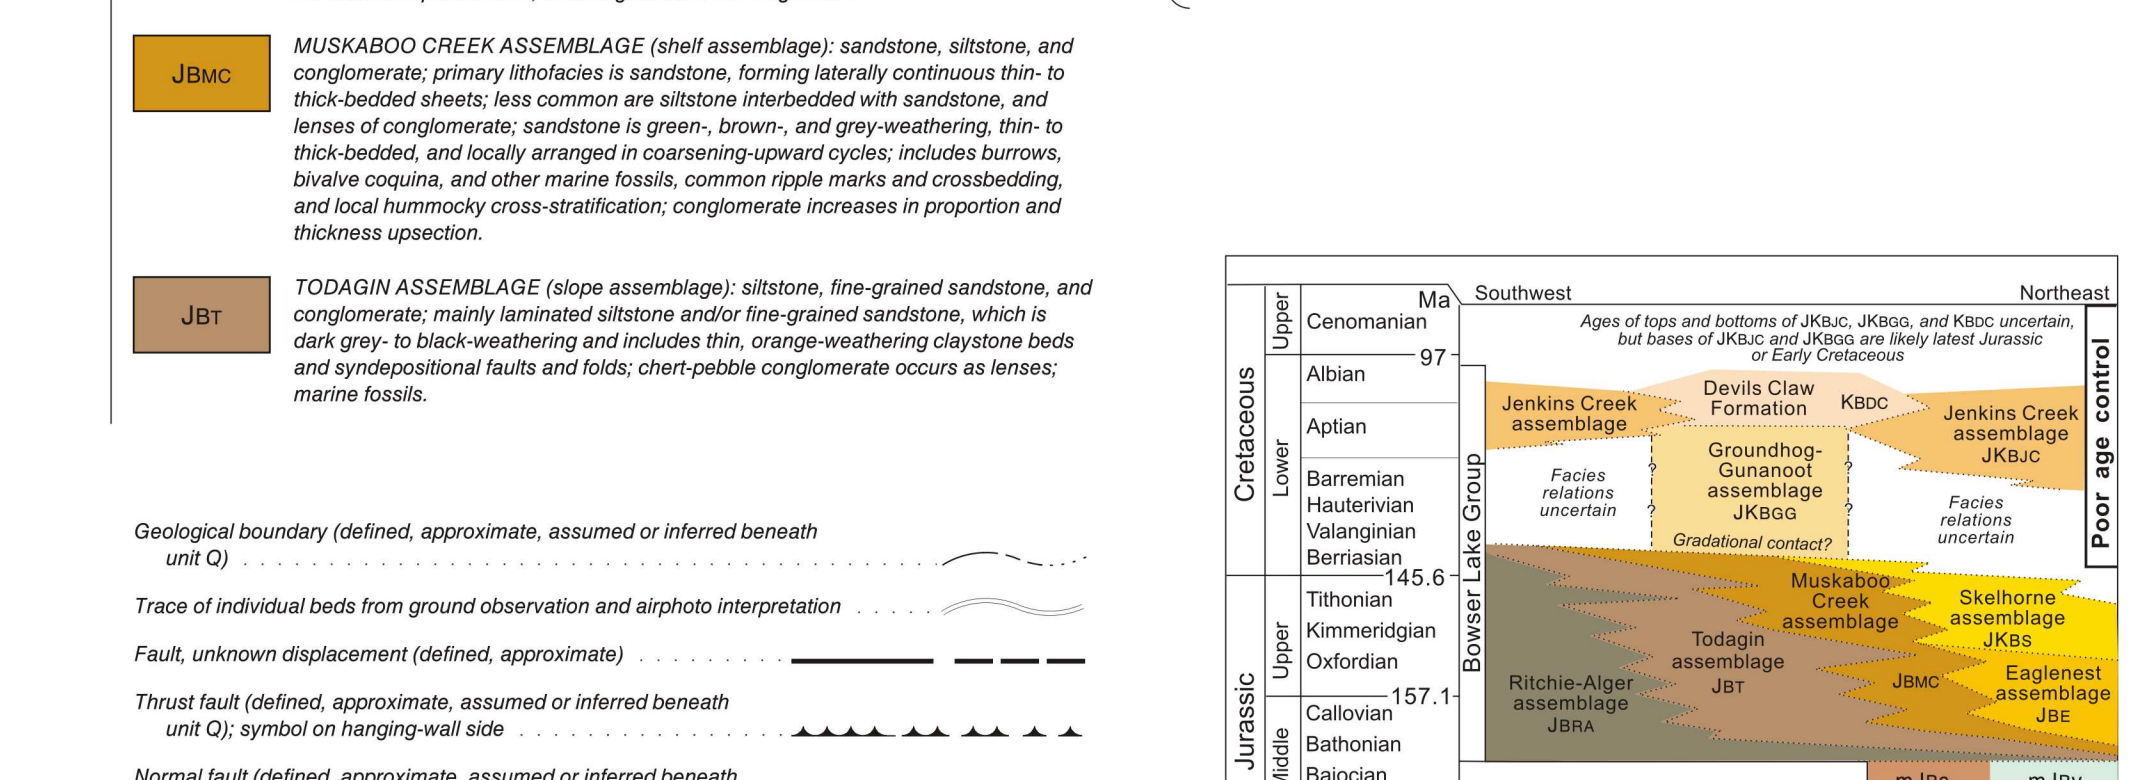 JBMC
MUSKABOO CREEK ASSEMBLAGE (shelf assemblage): sandstone, siltstone, and
conglomerate; primary lithofacies is sandstone, forming laterally continuous thin- to
thick-bedded sheets; less common are siltstone interbedded with sandstone, and
lenses of conglomerate; sandstone is green-, brown-, and grey-weathering, thin- to
thick-bedded, and locally arranged in coarsening-upward cycles; includes burrows,
bivalve coquina, and other marine fossils, common ripple marks and crossbedding,
and local hummocky cross-stratification; conglomerate increases in proportion and
thickness upsection.
JBT
TODAGIN ASSEMBLAGE (slope assemblage): siltstone, fine-grained sandstone, and
conglomerate; mainly laminated siltstone and/or fine-grained sandstone, which is
dark grey- to black-weathering and includes thin, orange-weathering claystone beds
and syndepositional faults and folds; chert-pebble conglomerate occurs as lenses;
marine fossils.
Geological boundary (defined, approximate, assumed or inferred beneath
unit Q)
Trace of individual beds from ground observation and airphoto interpretation
Fault, unknown displacement (defined, approximate)
Thrust fault (defined, approximate, assumed or inferred beneath
unit Q); symbol on hanging-wall side
Normal fault (defined, approximate, assumed or inferred beneath
Ma
Southwest
Northeast
Cretaceous
Upper
Lower
Cenomanian
97
Albian
Aptian
Barremian
Hauterivian
Valanginian
Berriasian
145.6
Jurassic
Upper
Middle
Tithonian
Kimmeridgian
Oxfordian
157.1
Callovian
Bathonian
Bajocian
Bowser Lake Group
Ages of tops and bottoms of JKBJC, JKBGG, and KBDC uncertain,
but bases of JKBJC and JKBGG are likely latest Jurassic
or Early Cretaceous
Poor age control
Jenkins Creek
assemblage
Devils Claw
Formation
KBDC
Jenkins Creek
assemblage
JKBJC
Groundhog-
Gunanoot
assemblage
JKBGG
Gradational contact?
?
?
?
?
Facies
relations
uncertain
Facies
relations
uncertain
Muskaboo
Creek
assemblage
Skelhorne
assemblage
JKBS
Todagin
assemblage
JBT
JBMC
Eaglenest
assemblage
JBE
Ritchie-Alger
assemblage
JBRA